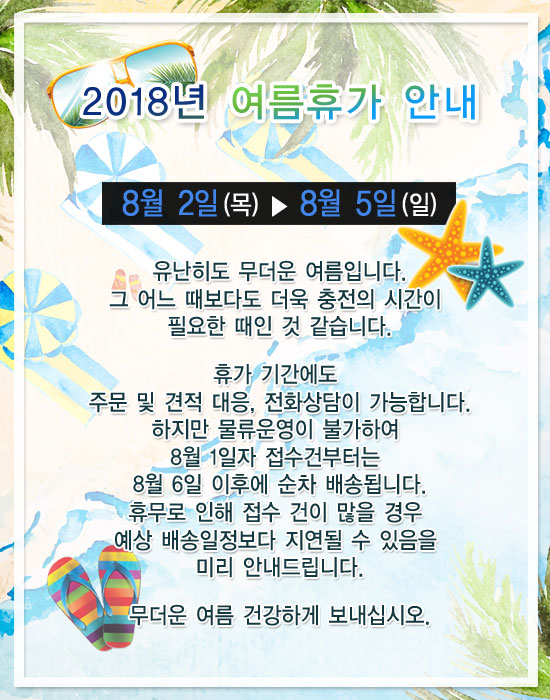 2018년 여름휴가 안내
8월 2일(목) ▶ 8월 5일(일)
유난히도 무더운 여름입니다.
그 어느 때보다도 더욱 충전의 시간이
필요한 때인 것 같습니다.
휴가 기간에도
주문 및 견적 대응, 전화상담이 가능합니다.
하지만 물류운영이 불가하여
8월 1일자 접수건부터는
8월 6일 이후에 순차 배송됩니다.
휴무로 인해 접수 건이 많을 경우
예상 배송일정보다 지연될 수 있음을
미리 안내드립니다.
무더운 여름 건강하게 보내십시오.